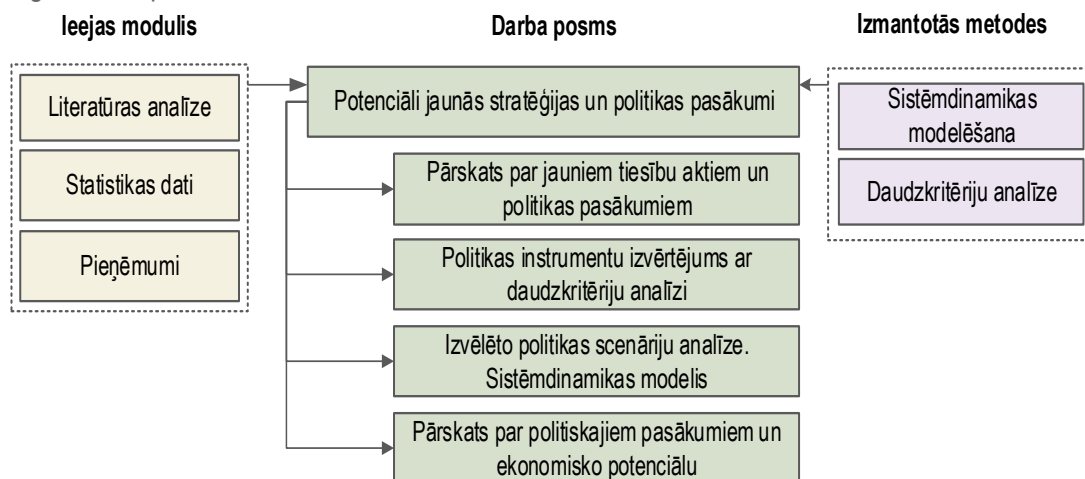 Ieejas modulis
Darba posms
Izmantotās metodes
Literatūras analīze
Statistikas dati
Pieņēmumi
Potenciāli jaunās stratēģijas un politikas pasākumi
Pārskats par jauniem tiesību aktiem un
politikas pasākumiem
Politikas instrumentu izvērtējums ar
daudzkritēriju analīzi
Izvēlēto politikas scenāriju analīze.
Sistēmdinamikas modelis
Pārskats par politiskajiem pasākumiem un
ekonomisko potenciālu
Sistēmdinamikas
modelēšana
Daudzkritēriju analīze